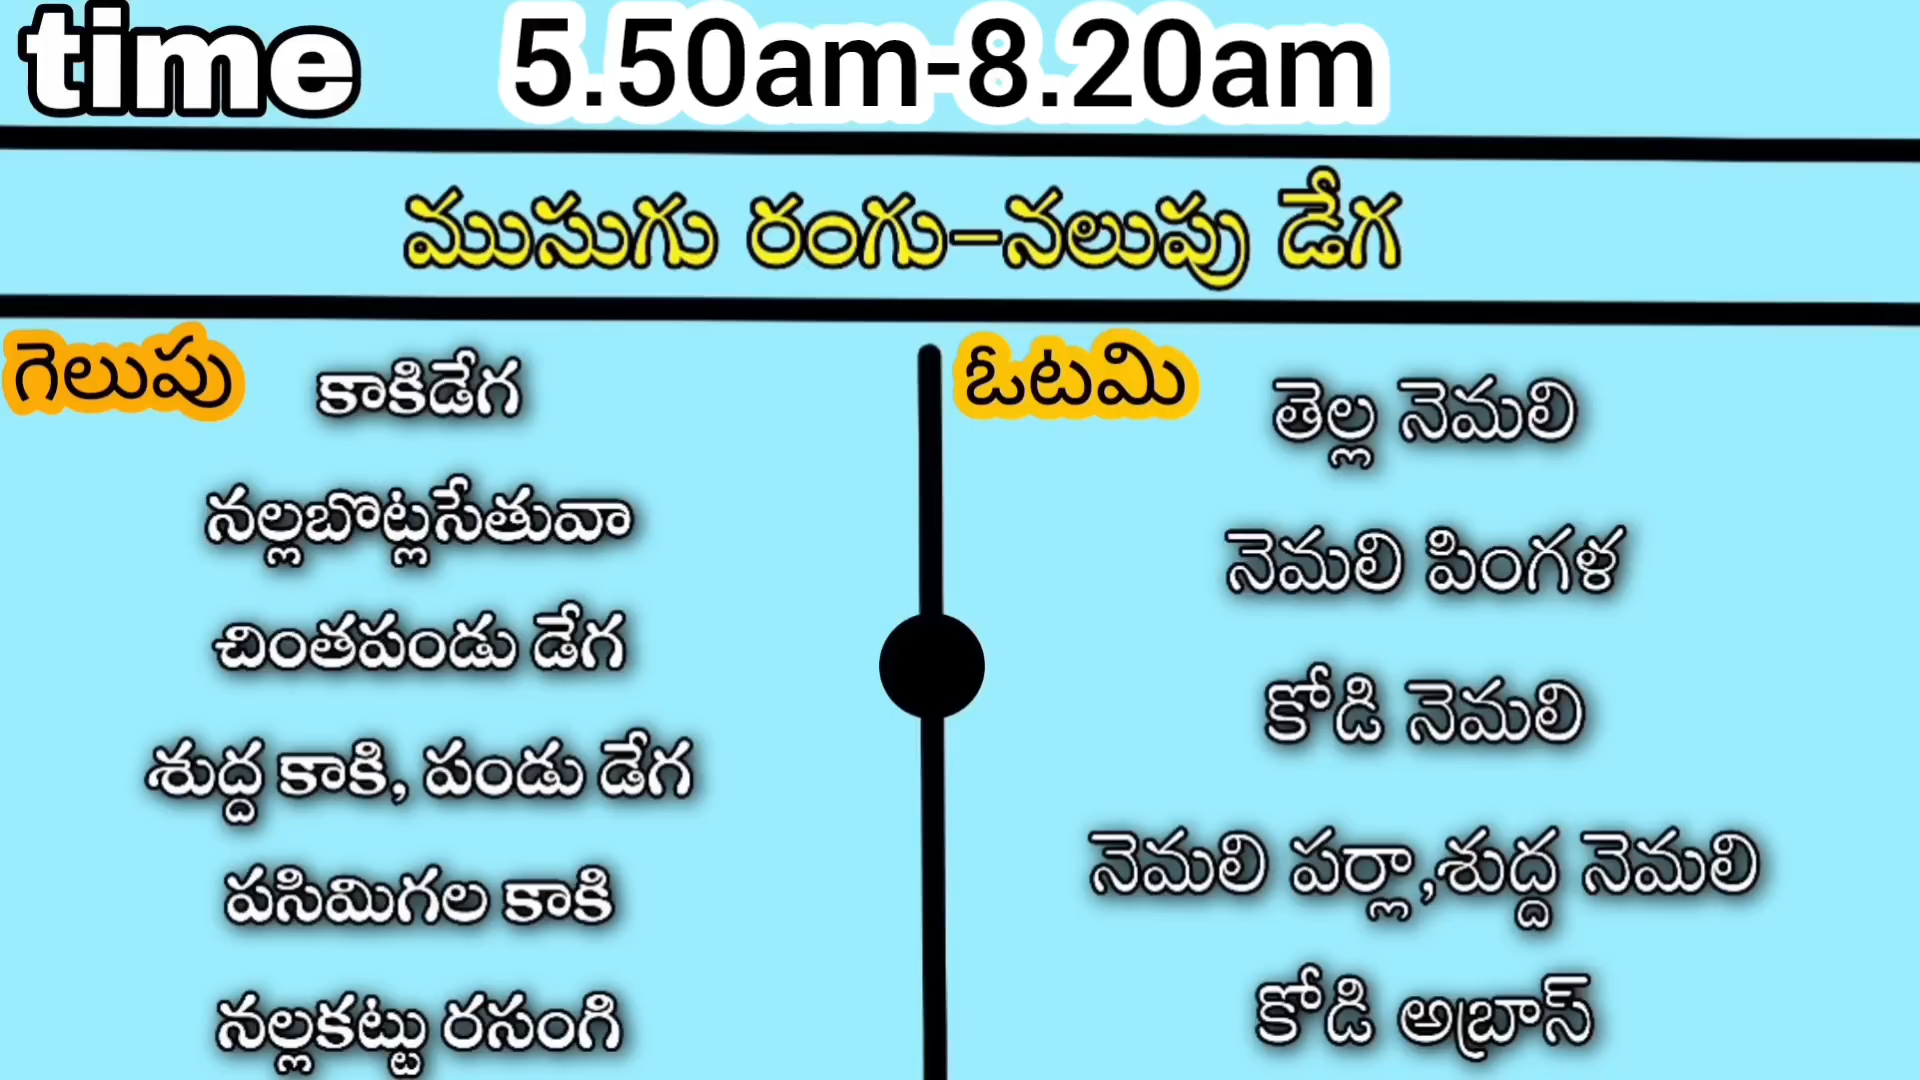 time 5.50am-8.20am
ముసుగు రంగు-నలుపు డేగ
గెలుపు
కాకిడేగ
నల్లబొట్లసేతువా
చింతపండు డేగ
శుద్ద కాకి, పండు డేగ
పసిమిగల కాకి
నల్లకట్టు రసంగి
ఓటమి
తెల్ల నెమలి
నెమలి పింగళ
కోడి నెమలి
నెమలి పర్లా,శుద్ద నెమలి
కోడి అబ్రాస్